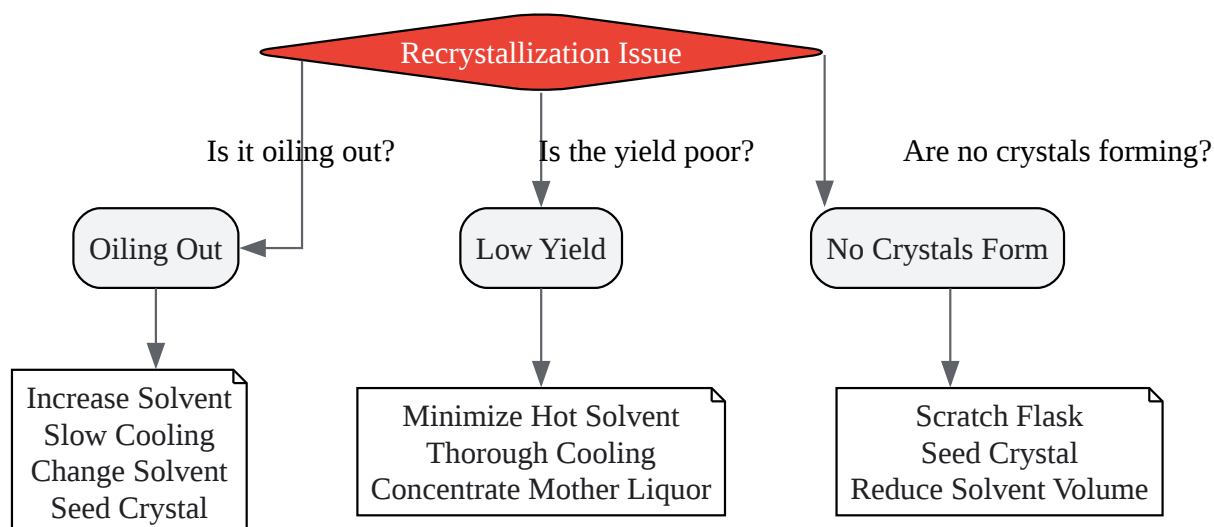 Recrystallization Issue
Is it oiling out?
Is the yield poor?
Are no crystals forming?
Oiling Out
Low Yield
No Crystals Form
Increase Solvent
Slow Cooling
Change Solvent
Seed Crystal
Minimize Hot Solvent
Thorough Cooling
Concentrate Mother Liquor
Scratch Flask
Seed Crystal
Reduce Solvent Volume